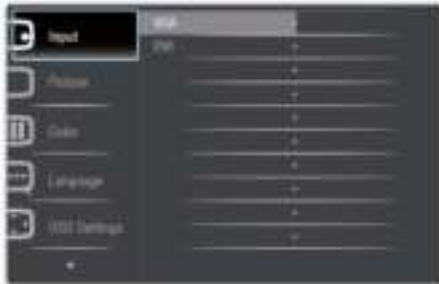 Input
VGA
DVI
Picture
Color
Language
OSD Settings